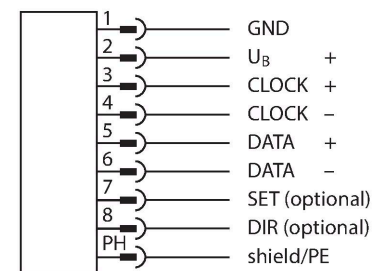 1 GND
2 U_B +
3 CLOCK +
4 CLOCK –
5 DATA +
6 DATA –
7 SET (optional)
8 DIR (optional)
PH shield/PE